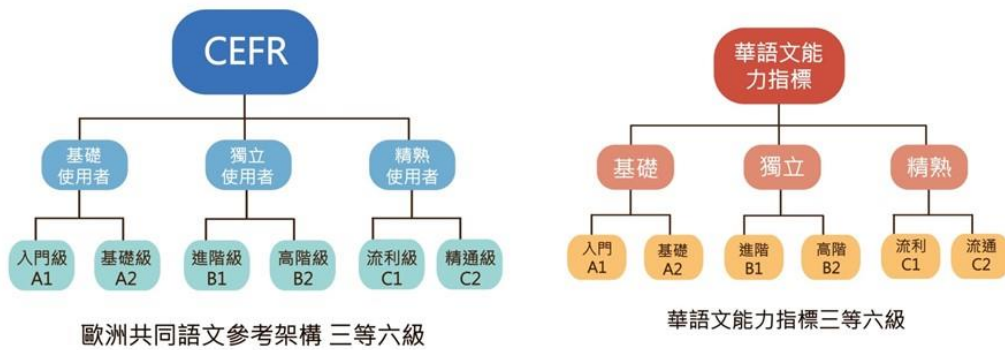 CEFR
基礎
使用者
獨立
使用者
精熟
使用者
入門級
A1
基礎級
A2
進階級
B1
高階級
B2
流利級
C1
精通級
C2
歐洲共同語文參考架構 三等六級
華語文能
力指標
基礎
獨立
精熟
入門
A1
基礎
A2
進階
B1
高階
B2
流利
C1
流通
C2
華語文能力指標三等六級